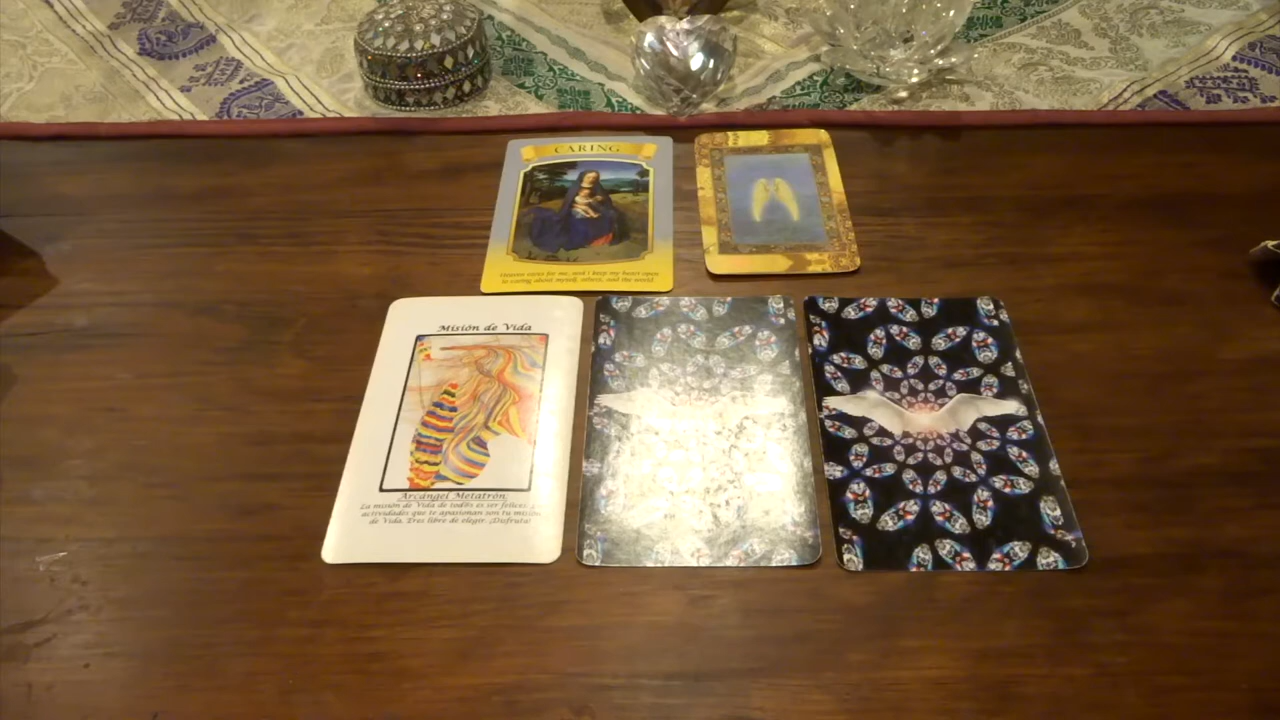 CARING
Heaven cares for me, and I keep my heart open
to caring about myself, others, and the world.
Misión de Vida
Arcángel Metatrón
La misión de Vida de tod@s es ser felices,
actividades que te apasionan son tu misión
de Vida. Eres libre de elegir. ¡Disfruta!